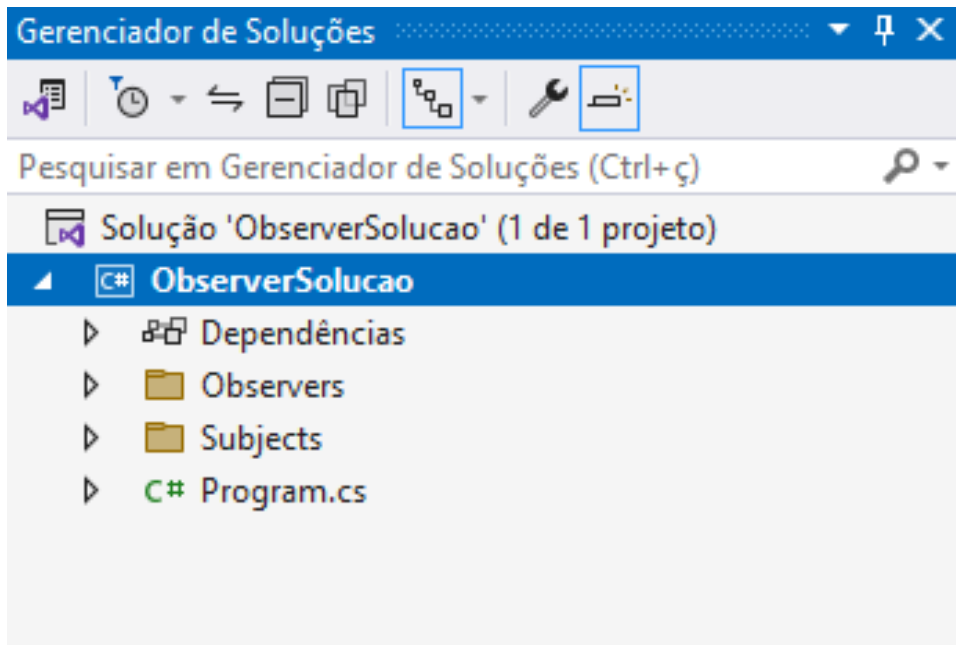 Gerenciador de Soluções
Pesquisar em Gerenciador de Soluções (Ctrl+ç)
Solução 'ObserverSolucao' (1 de 1 projeto)
C# ObserverSolucao
Dependências
Observers
Subjects
C# Program.cs